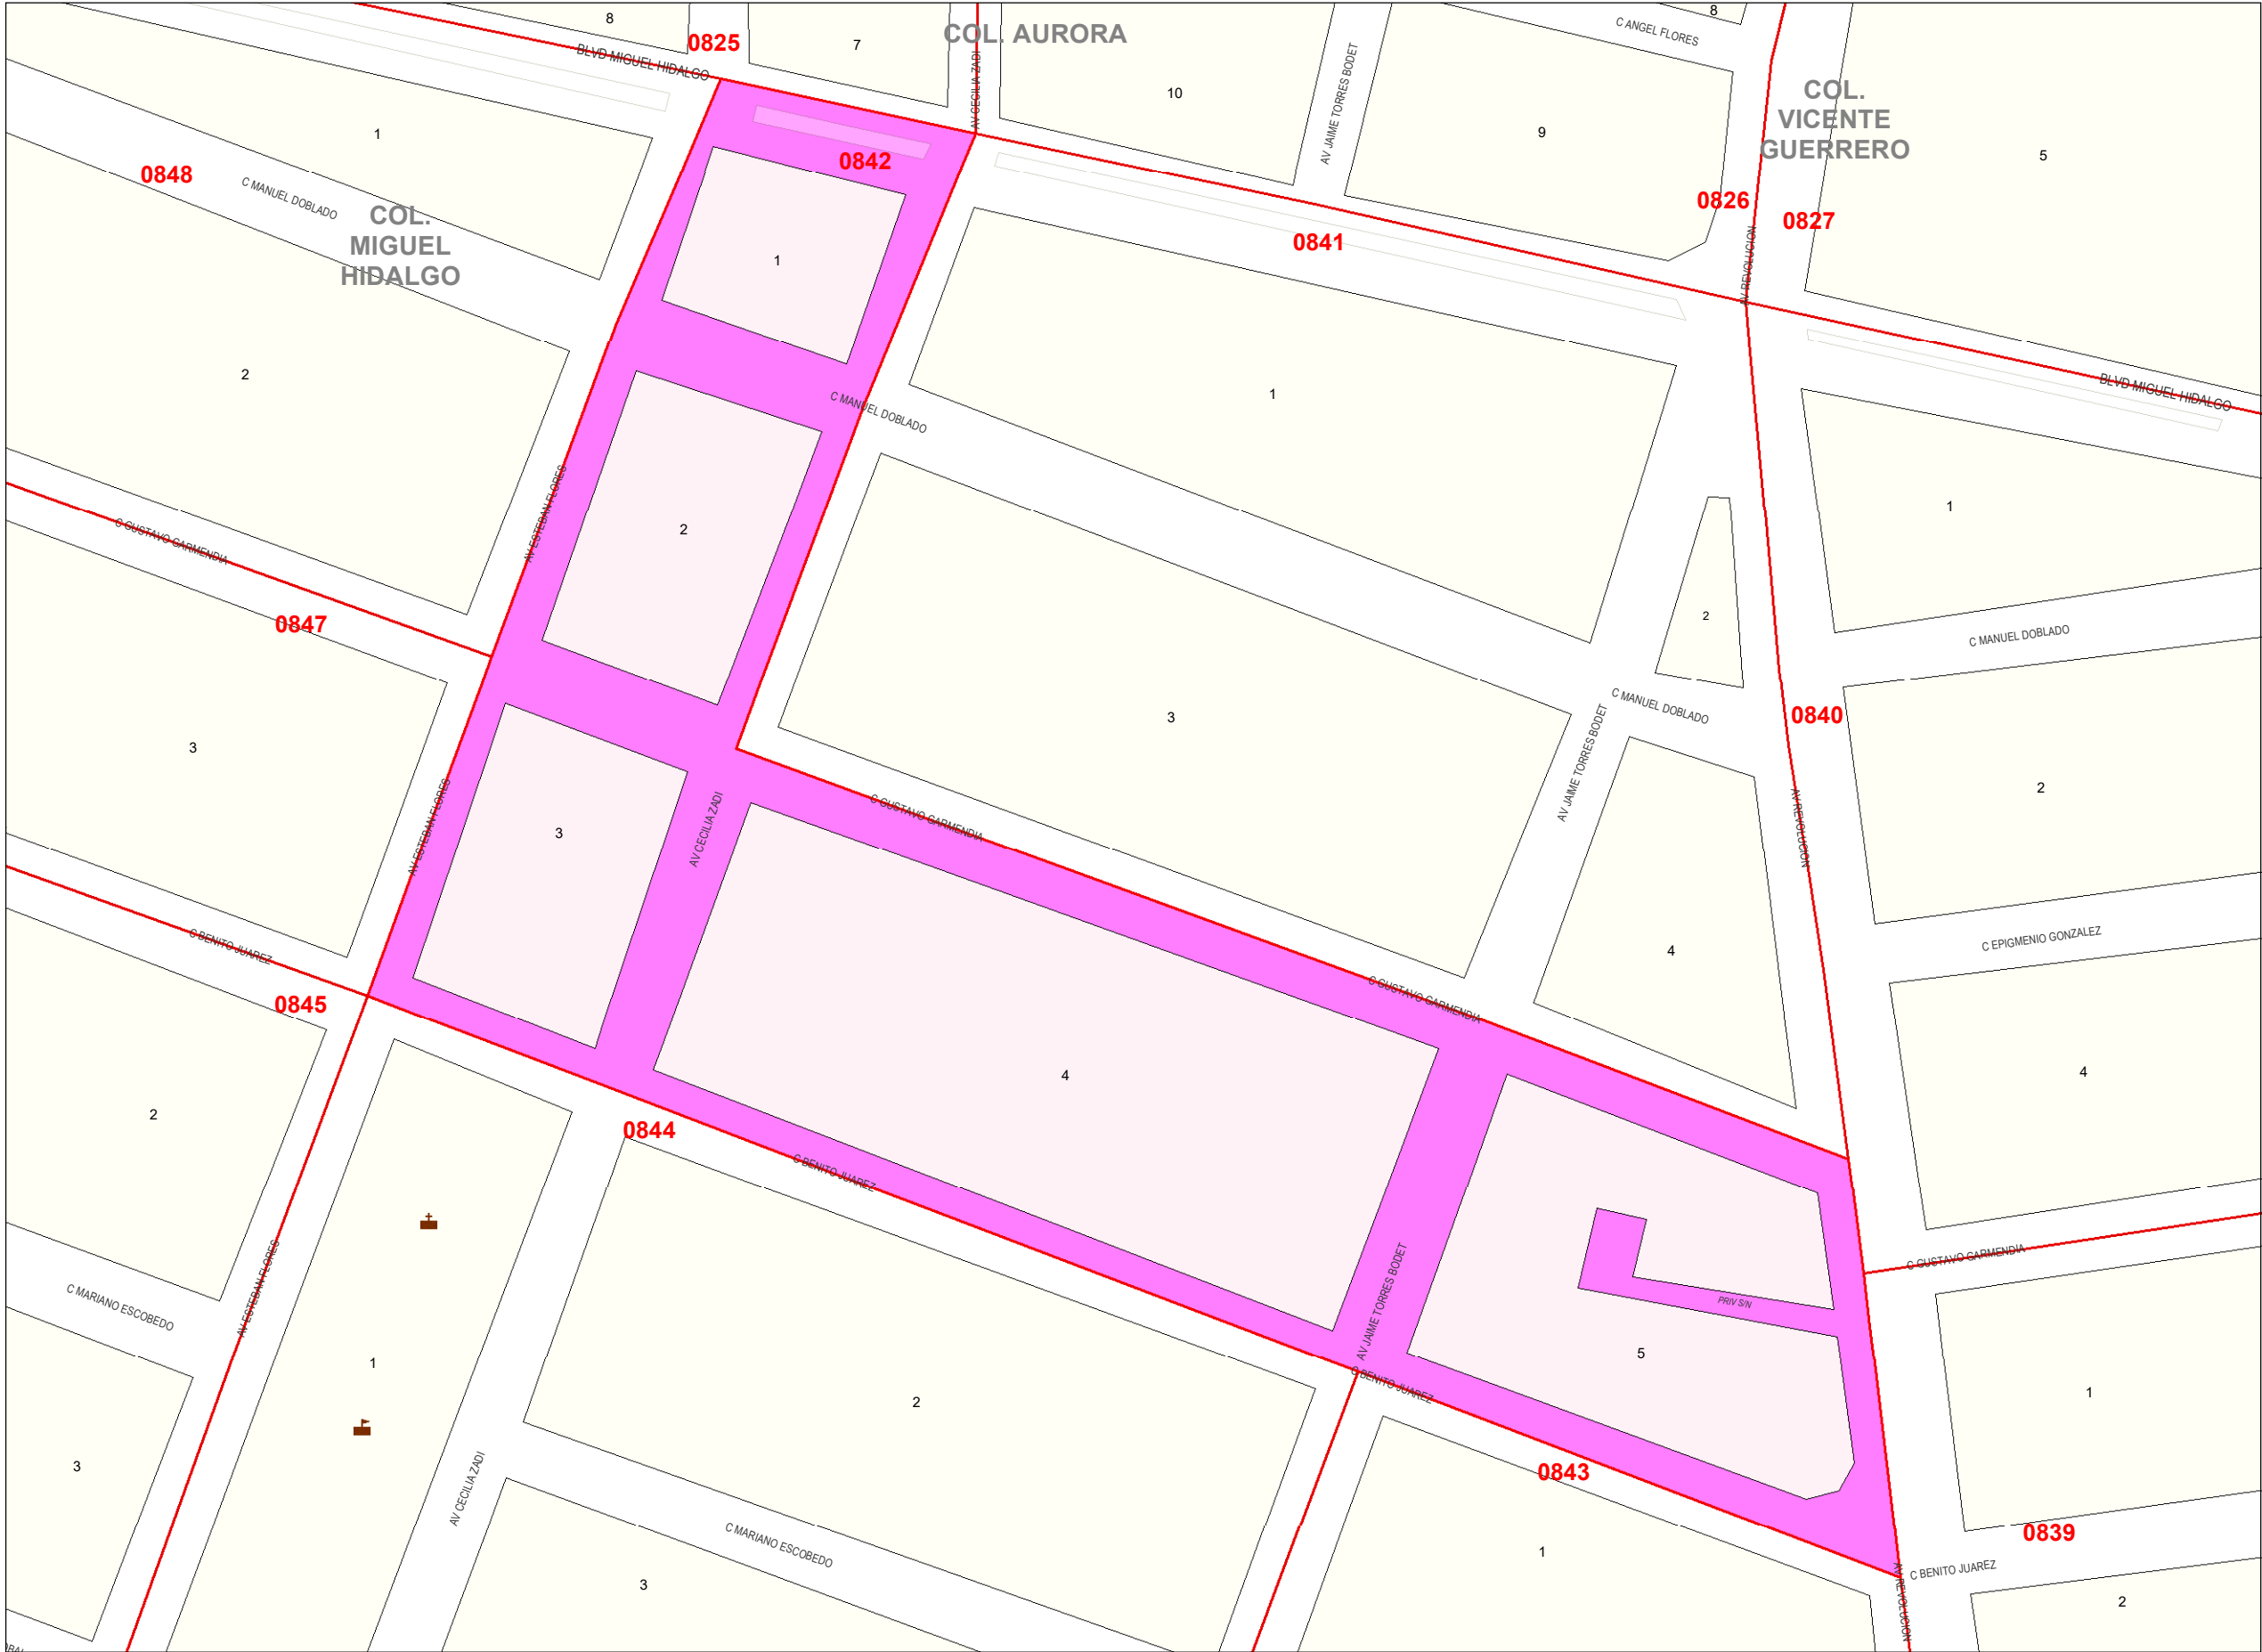 8
0825
7
COL. AURORA
C ANGEL FLORES
8
BLVD MIGUEL HIDALGO
AV CECILIA ZADI
10
AV JAIME TORRES BODET
9
COL.
VICENTE
GUERRERO
5
1
0848
C MANUEL DOBLADO
COL.
MIGUEL
HIDALGO
0842
1
0841
0826
0827
AV REVOLUCION
2
C MANUEL DOBLADO
1
BLVD MIGUEL HIDALGO
AV ESTEBAN FLORES
2
1
C GUSTAVO GARMENDIA
0847
2
C MANUEL DOBLADO
3
3
C MANUEL DOBLADO
0840
AV JAIME TORRES BODET
2
AV ESTEBAN FLORES
3
AV CECILIA ZADI
C GUSTAVO GARMENDIA
AV REVOLUCION
C BENITO JUAREZ
0845
4
C EPIGMENIO GONZALEZ
C GUSTAVO GARMENDIA
4
4
2
0844
C BENITO JUAREZ
C MARIANO ESCOBEDO
AV ESTEBAN FLORES
1
AV JAIME TORRES BODET
PRIV S/N
5
C GUSTAVO GARMENDIA
C BENITO JUAREZ
2
1
3
AV CECILIA ZADI
0843
C MARIANO ESCOBEDO
3
1
0839
C BENITO JUAREZ
AV REVOLUCION
2